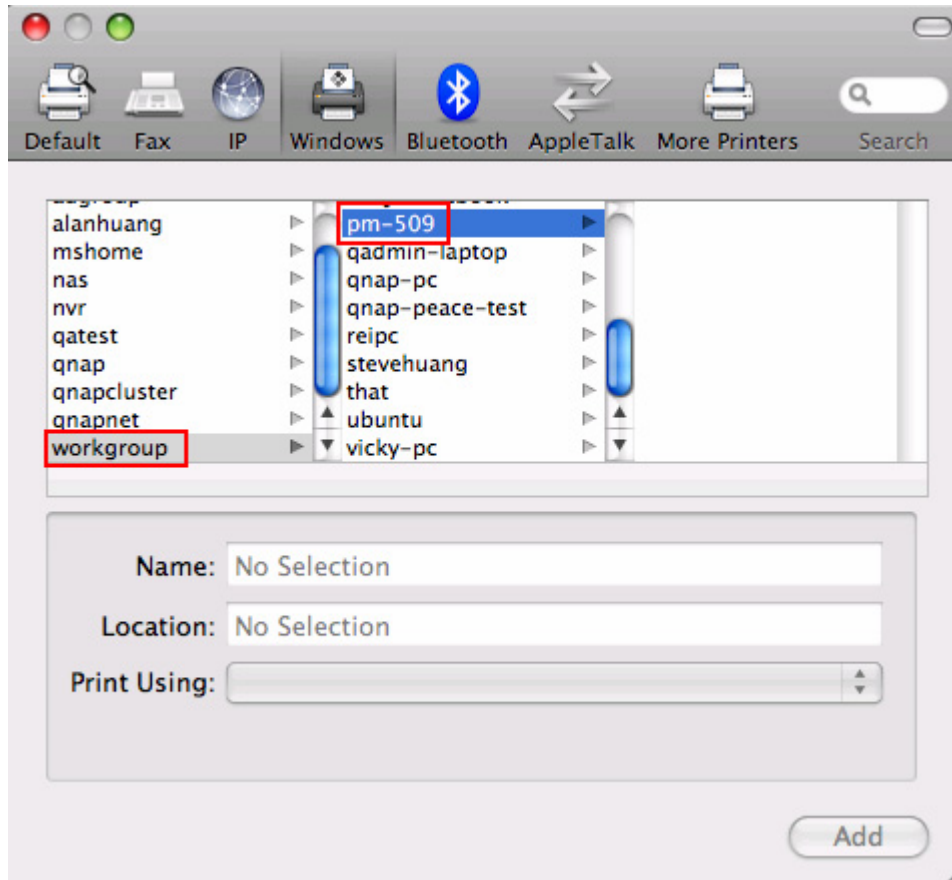 Default Fax IP Windows Bluetooth AppleTalk More Printers Search
alanhuang
mshome
nas
nvr
qatest
qnap
qnapcluster
qnapnet
workgroup
pm-509
qadmin-laptop
qnap-pc
qnap-peace-test
reipc
stevehuang
that
ubuntu
vicky-pc
Name: No Selection
Location: No Selection
Print Using:
Add